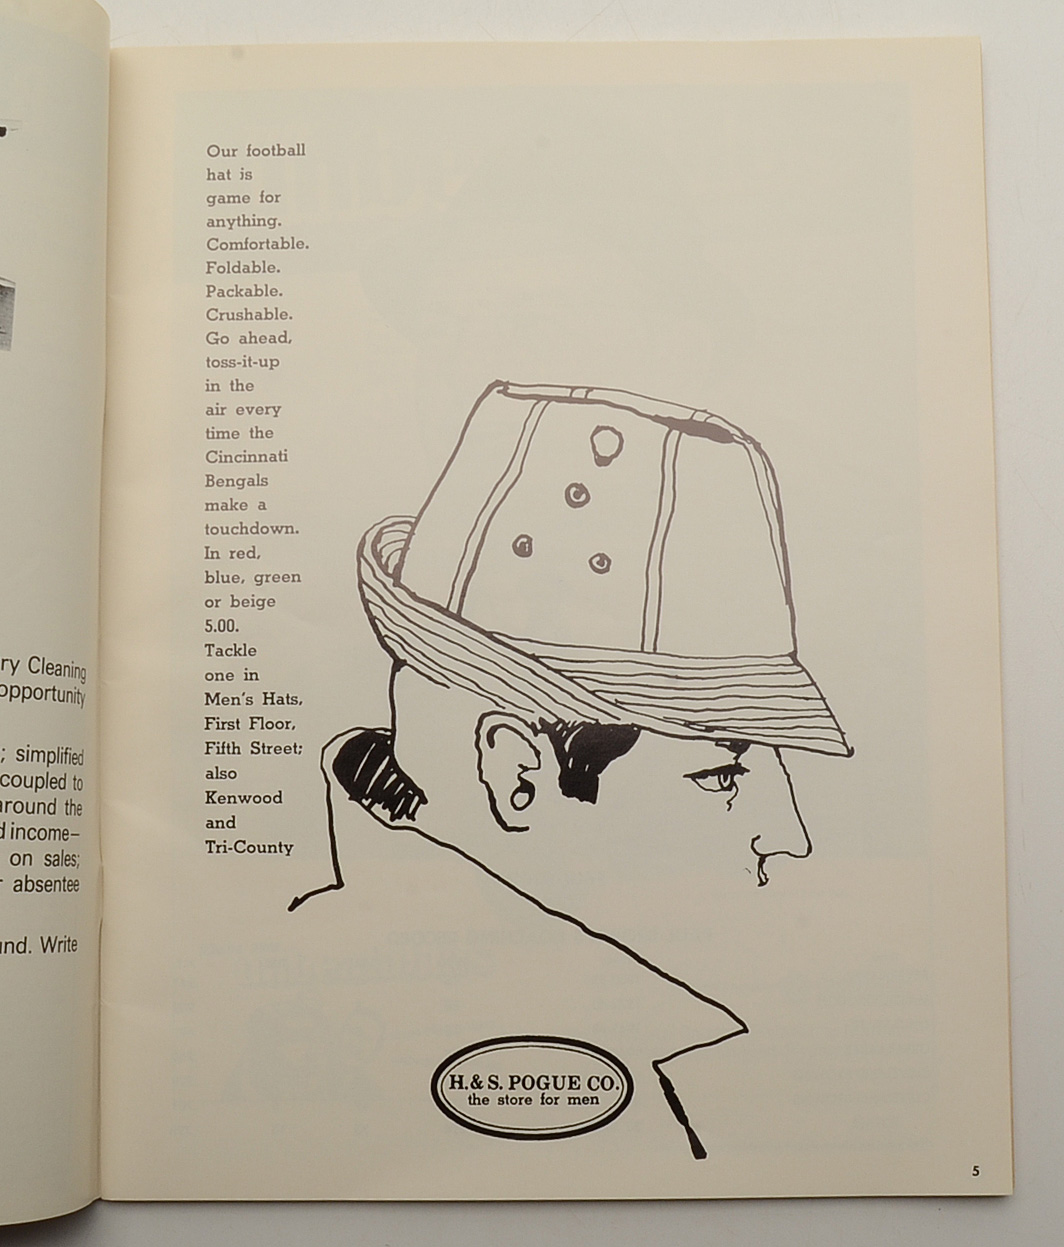 ry Cleaning
opportunity
; simplified
coupled to
around the
d income—
on sales;
r absentee
und. Write
Our football
hat is
game for
anything.
Comfortable.
Foldable.
Packable.
Crushable.
Go ahead,
toss-it-up
in the
air every
time the
Cincinnati
Bengals
make a
touchdown.
In red,
blue, green
or beige
5.00.
Tackle
one in
Men's Hats,
First Floor,
Fifth Street;
also
Kenwood
and
Tri-County
H. & S. POGUE CO.
the store for men
5